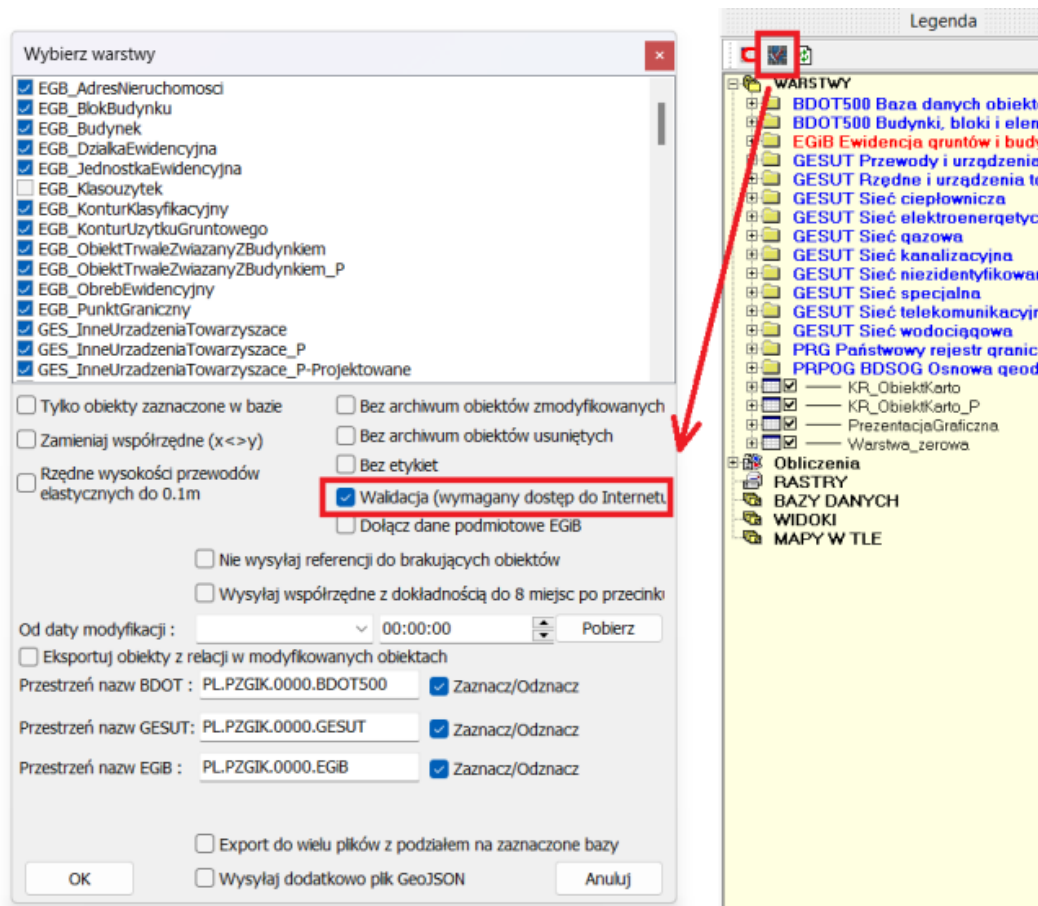 Wybierz warstwy
EGB_AdresNieruchomosci
EGB_BlokBudynku
EGB_Budynek
EGB_DzialkaEwidencyjna
EGB_JednostkaEwidencyjna
EGB_Klasouzytek
EGB_KonturKlasyfikacyjny
EGB_KonturUzytkuGruntowego
EGB_ObiektTrwaleZwiazanyZBudynkiem
EGB_ObiektTrwaleZwiazanyZBudynkiem_P
EGB_ObrebEwidencyjny
EGB_PunktGraniczny
GES_InneUrzadzeniaTowarzyszace
GES_InneUrzadzeniaTowarzyszace_P
GES_InneUrzadzeniaTowarzyszace_P-Projektowane
Tylko obiekty zaznaczone w bazie
Zamieniaj współrzędne (x<>y)
Rzędne wysokości przewodów
elastycznych do 0.1m
Bez archiwum obiektów zmodyfikowanych
Bez archiwum obiektów usuniętych
Bez etykiet
Walidacja (wymagany dostęp do Internetu
Dołącz dane podmiotowe EGiB
Nie wysyłaj referencji do brakujących obiektów
Wysyłaj współrzędne z dokładnością do 8 miejsc po przecinku
Od daty modyfikacji : 00:00:00 Pobierz
Eksportuj obiekty z relacji w modyfikowanych obiektach
Przestrzeń nazw BDOT : PL.PZGIK.0000.BDOT500 Zaznacz/Odznacz
Przestrzeń nazw GESUT: PL.PZGIK.0000.GESUT Zaznacz/Odznacz
Przestrzeń nazw EGiB : PL.PZGIK.0000.EGiB Zaznacz/Odznacz
Export do wielu plików z podziałem na zaznaczone bazy
OK Wysyłaj dodatkowo plik GeoJSON Anuluj
Legenda
WARSTWY
BDOT500 Baza danych obiekt
BDOT500 Budynki, bloki i elem
EGiB Ewidencja gruntów i budy
GESUT Przewody i urządzenia
GESUT Rzędne i urządzenia t
GESUT Sieć ciepłownicza
GESUT Sieć elektroenergetyc
GESUT Sieć gazowa
GESUT Sieć kanalizacyjna
GESUT Sieć niezidentyfikowa
GESUT Sieć specjalna
GESUT Sieć telekomunikacyj
GESUT Sieć wodociągowa
PRG Państwowy rejestr granic
PRPOG BDSOG Osnowa geod
KR_ObiektKarto
KR_ObiektKarto_P
PrezentacjaGraficzna
Warstwa_zerowa
Obliczenia
RASTRY
BAZY DANYCH
WIDOKI
MAPY W TLE